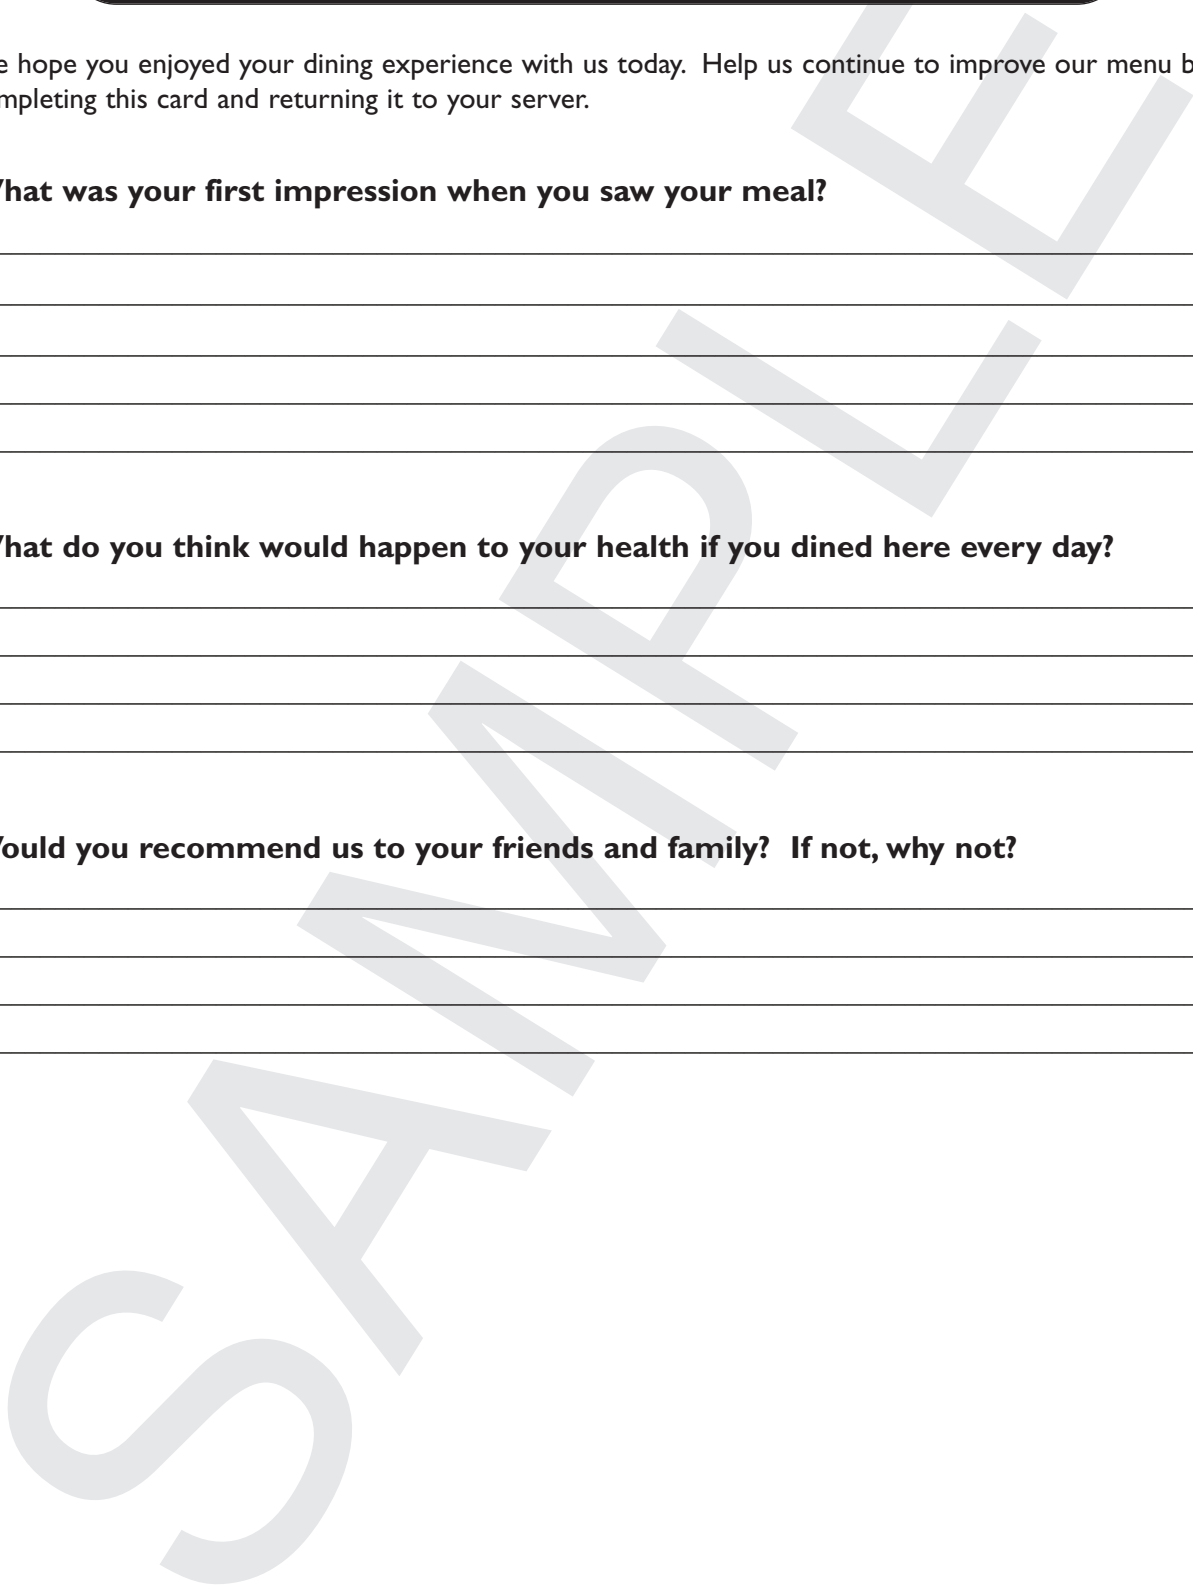 e hope you enjoyed your dining experience with us today. Help us continue to improve our menu b
mpleting this card and returning it to your server.
hat was your first impression when you saw your meal?
hat do you think would happen to your health if you dined here every day?
ould you recommend us to your friends and family? If not, why not?
SAMPLE